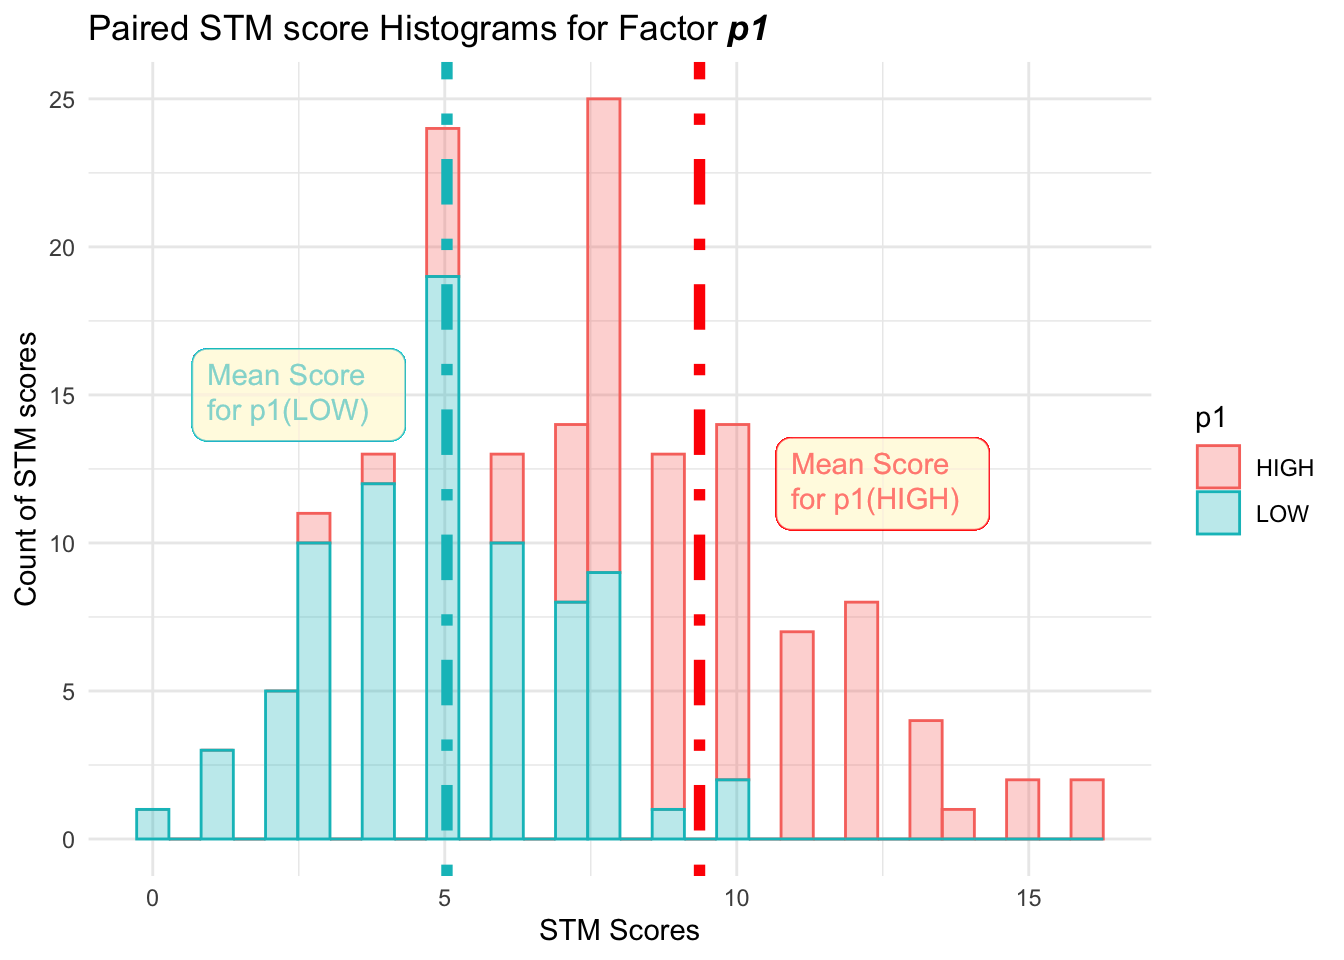 Paired STM score Histograms for Factor p1
25
20
15
10
5
0
Count of STM scores
Mean Score
for p1(LOW)
Mean Score
for p1(HIGH)
p1
HIGH
LOW
0
5
10
15
STM Scores